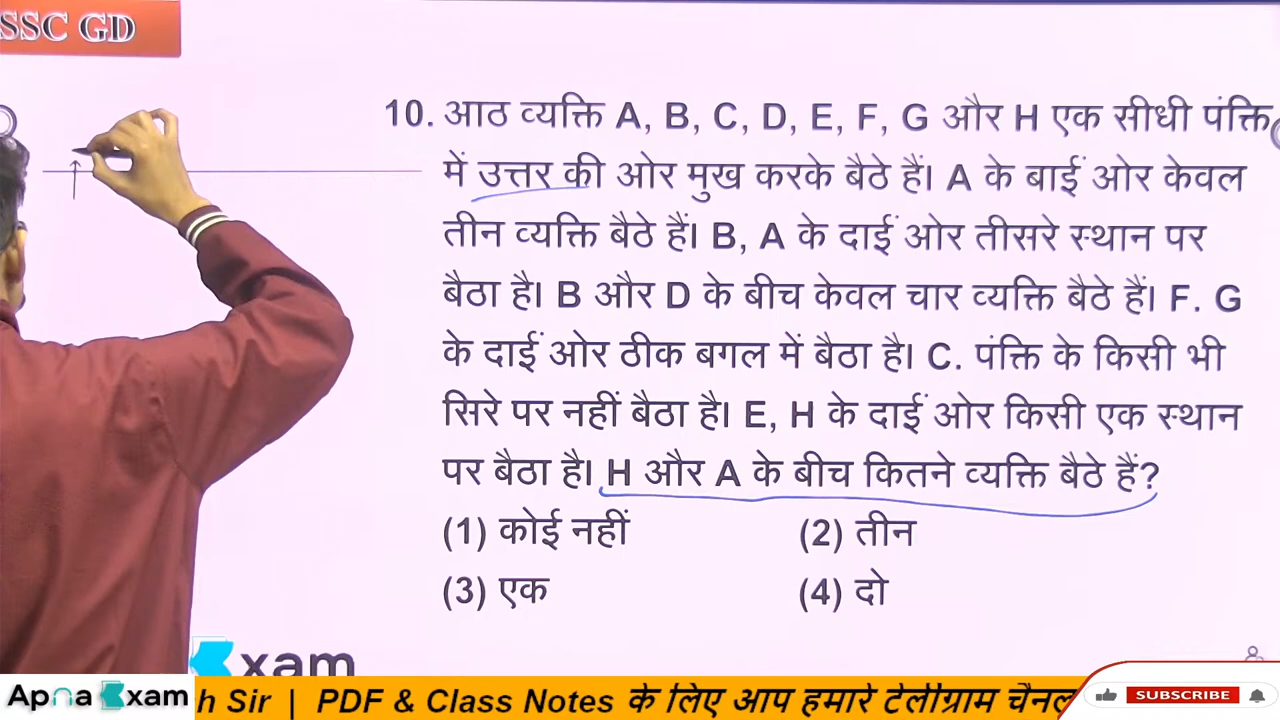 SSC GD
10. आठ व्यक्ति A, B, C, D, E, F, G और H एक सीधी पंक्ति
में उत्तर की ओर मुख करके बैठे हैं। A के बाईं ओर केवल
तीन व्यक्ति बैठे हैं। B, A के दाईं ओर तीसरे स्थान पर
बैठा है। B और D के बीच केवल चार व्यक्ति बैठे हैं। F. G
के दाईं ओर ठीक बगल में बैठा है। C. पंक्ति के किसी भी
सिरे पर नहीं बैठा है। E, H के दाईं ओर किसी एक स्थान
पर बैठा है। H और A के बीच कितने व्यक्ति बैठे हैं?
(1) कोई नहीं (2) तीन
(3) एक (4) दो
xam
Apna Exam h Sir | PDF & Class Notes के लिए आप हमारे टेलीग्राम चैनल SUBSCRIBE